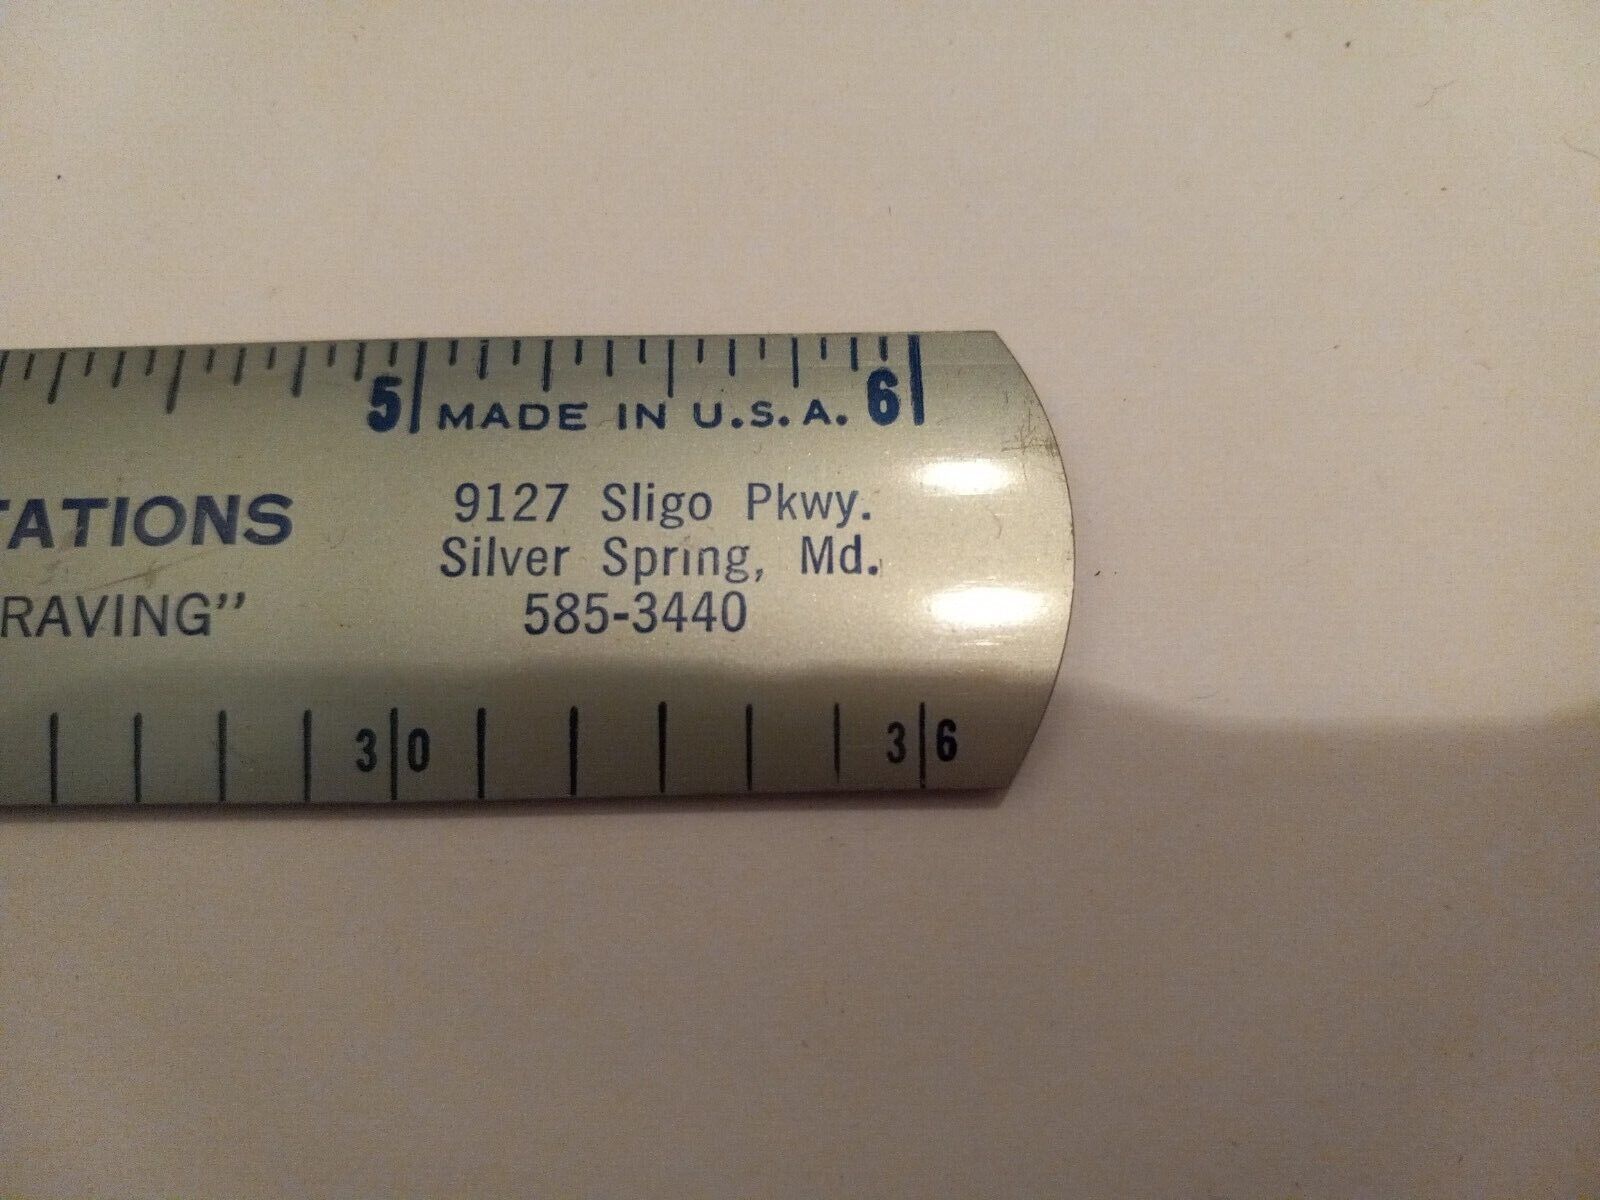 5 MADE IN U.S.A. 6
TATIONS
RAVING"
9127 Sligo Pkwy.
Silver Spring, Md.
585-3440
30 36